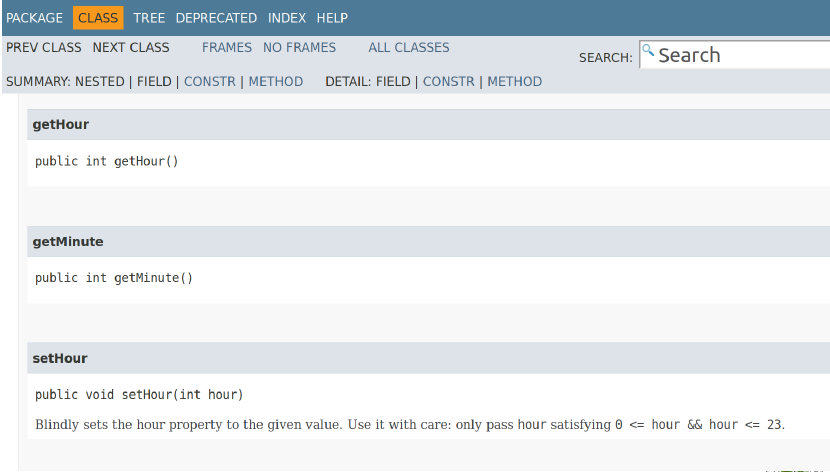 PACKAGE CLASS TREE DEPRECATED INDEX HELP
PREV CLASS NEXT CLASS FRAMES NO FRAMES ALL CLASSES
SEARCH: Search
SUMMARY: NESTED | FIELD | CONSTR | METHOD DETAIL: FIELD | CONSTR | METHOD
getHour
public int getHour()
getMinute
public int getMinute()
setHour
public void setHour(int hour)
Blindly sets the hour property to the given value. Use it with care: only pass hour satisfying 0 <= hour && hour <= 23.